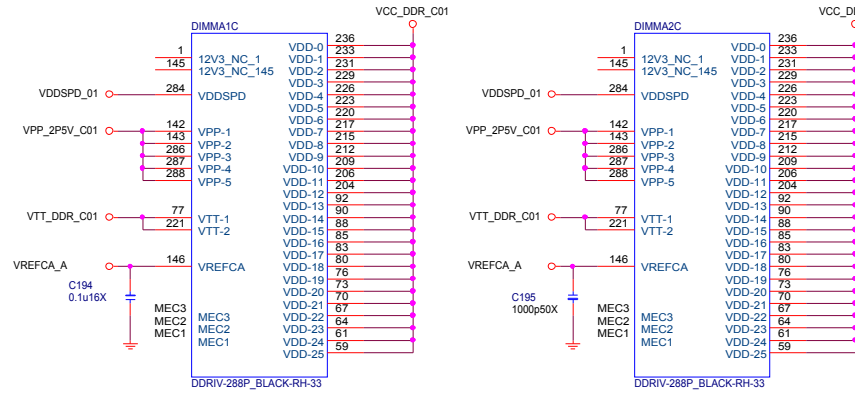 VCC_DDR_C01
DIMMA1C
1
145
12V3_NC_1
12V3_NC_145
VDDSPD_01
284
VDDSPD
VPP_2P5V_C01
142
143
286
287
288
VPP-1
VPP-2
VPP-3
VPP-4
VPP-5
VTT_DDR_C01
77
221
VTT-1
VTT-2
VREFCA_A
146
VREFCA
C194
0.1u16X
MEC3
MEC2
MEC1
MEC3
MEC2
MEC1
VDD-0
VDD-1
VDD-2
VDD-3
VDD-4
VDD-5
VDD-6
VDD-7
VDD-8
VDD-9
VDD-10
VDD-11
VDD-12
VDD-13
VDD-14
VDD-15
VDD-16
VDD-17
VDD-18
VDD-19
VDD-20
VDD-21
VDD-22
VDD-23
VDD-24
VDD-25
236
233
231
229
226
223
220
217
215
212
209
206
204
92
90
88
85
83
80
76
73
70
67
64
61
59
DDRIV-288P_BLACK-RH-33
VCC_D
DIMMA2C
1
145
12V3_NC_1
12V3_NC_145
VDDSPD_01
284
VDDSPD
VPP_2P5V_C01
142
143
286
287
288
VPP-1
VPP-2
VPP-3
VPP-4
VPP-5
VTT_DDR_C01
77
221
VTT-1
VTT-2
VREFCA_A
146
VREFCA
C195
1000p50X
MEC3
MEC2
MEC1
MEC3
MEC2
MEC1
VDD-0
VDD-1
VDD-2
VDD-3
VDD-4
VDD-5
VDD-6
VDD-7
VDD-8
VDD-9
VDD-10
VDD-11
VDD-12
VDD-13
VDD-14
VDD-15
VDD-16
VDD-17
VDD-18
VDD-19
VDD-20
VDD-21
VDD-22
VDD-23
VDD-24
VDD-25
236
233
231
229
226
223
220
217
215
212
209
206
204
92
90
88
85
83
80
76
73
70
67
64
61
59
DDRIV-288P_BLACK-RH-33